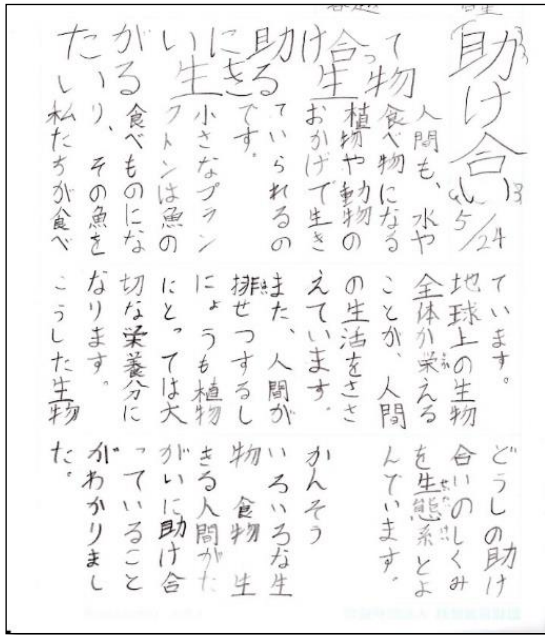 助け合い
5/24
たがいに助け合って
いる生きる生物
人間も、水や
食べ物になる
植物や動物の
おかげで生き
ていられるの
です。
小さなプラン
クトンは魚の
食べものにな
り、その魚を
私たちが食べ
ています。
地球上の生物
全体か栄える
ことが、人間
の生活をささ
えています。
また、人間が
排せつするし
にょうも植物
にとっては大
切な栄養分に
なります。
こうした生物
どうしの助け
合いのしくみ
を生態系とよ
んでいます。
かんそう
いろいろな生
物 食物 生
きる人間がた
がいに助け合
っていること
がわかりまし
た。